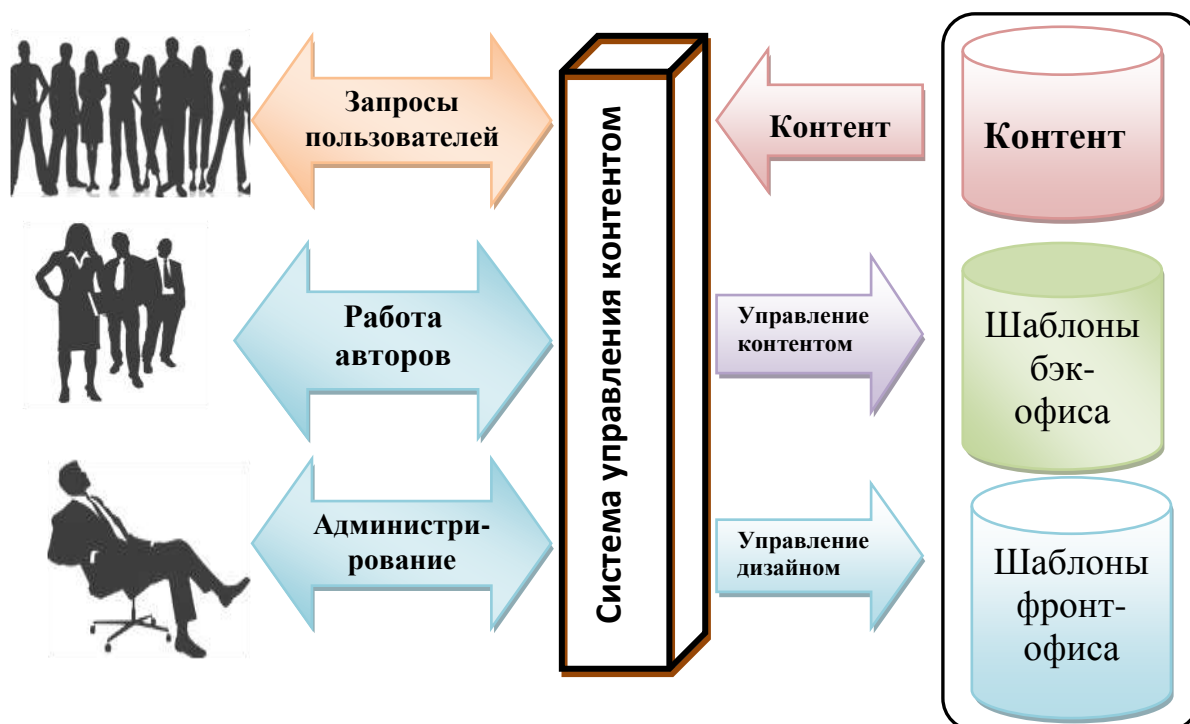 Запросы
пользователей
Работа
авторов
Администри-
рование
Система управления контентом
Контент
Управление
контентом
Управление
дизайном
Контент
Шаблоны
бэк-
офиса
Шаблоны
фронт-
офиса